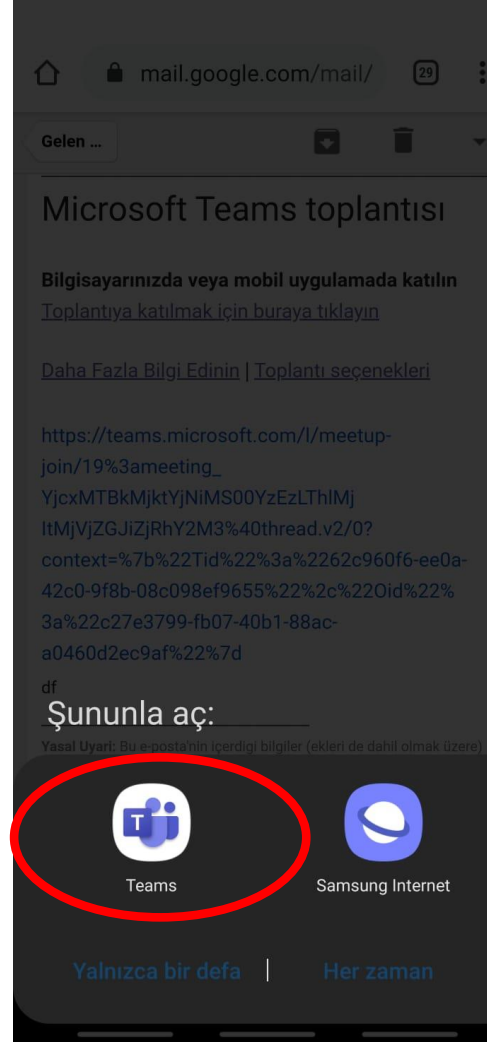 mail.google.com/mail/ 29
Gelen ...
Microsoft Teams toplantısı
Bilgisayarınızda veya mobil uygulamada katılın
Toplantıya katılmak için buraya tıklayın
Daha Fazla Bilgi Edinin | Toplantı seçenekleri
https://teams.microsoft.com/l/meetup-
join/19%3ameeting_
YjcxMTBkMjktYjNiMS00YzEzLThlMj
ItMjVjZGJiZjRhY2M3%40thread.v2/0?
context=%7b%22Tid%22%3a%2262c960f6-ee0a-
42c0-9f8b-08c098ef9655%22%2c%22Oid%22%
3a%22c27e3799-fb07-40b1-88ac-
a0460d2ec9af%22%7d
df
Şununla aç:
Yasal Uyari: Bu e-posta'nin içerdigi bilgiler (ekleri de dahil olmak üzere)
T
Teams Samsung Internet
Yalnızca bir defa | Her zaman